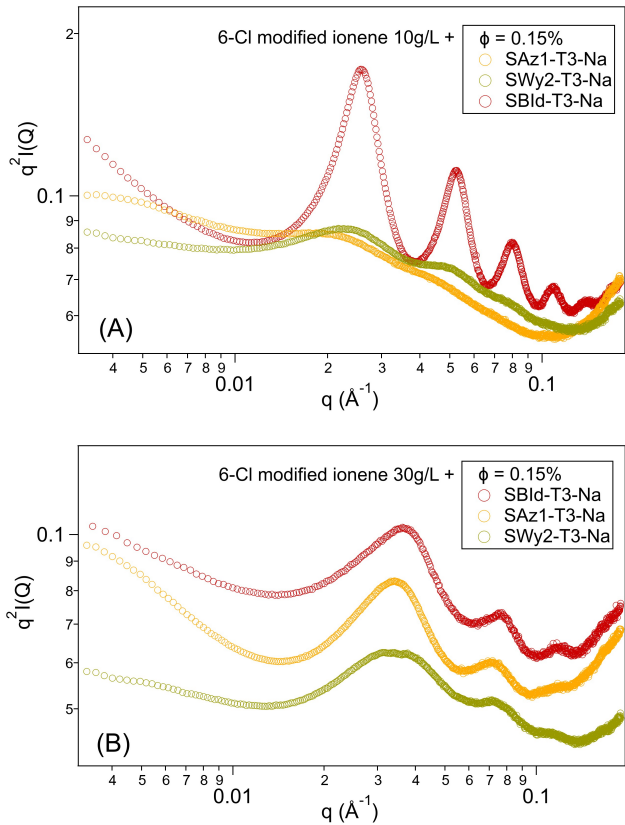 2
6-Cl modified ionene 10g/L + ϕ = 0.15%
SAz1-T3-Na
SWy2-T3-Na
SBId-T3-Na
q²I(Q)
0.1
9
8
7
6
(A)
4 5 6 7 8 9 0.01 2 3 4 5 6 7 8 9 0.1
q (Å⁻¹)
6-Cl modified ionene 30g/L + ϕ = 0.15%
SBId-T3-Na
SAz1-T3-Na
SWy2-T3-Na
q²I(Q)
0.1
9
8
7
6
5
(B)
4 5 6 7 8 9 0.01 2 3 4 5 6 7 8 9 0.1
q (Å⁻¹)